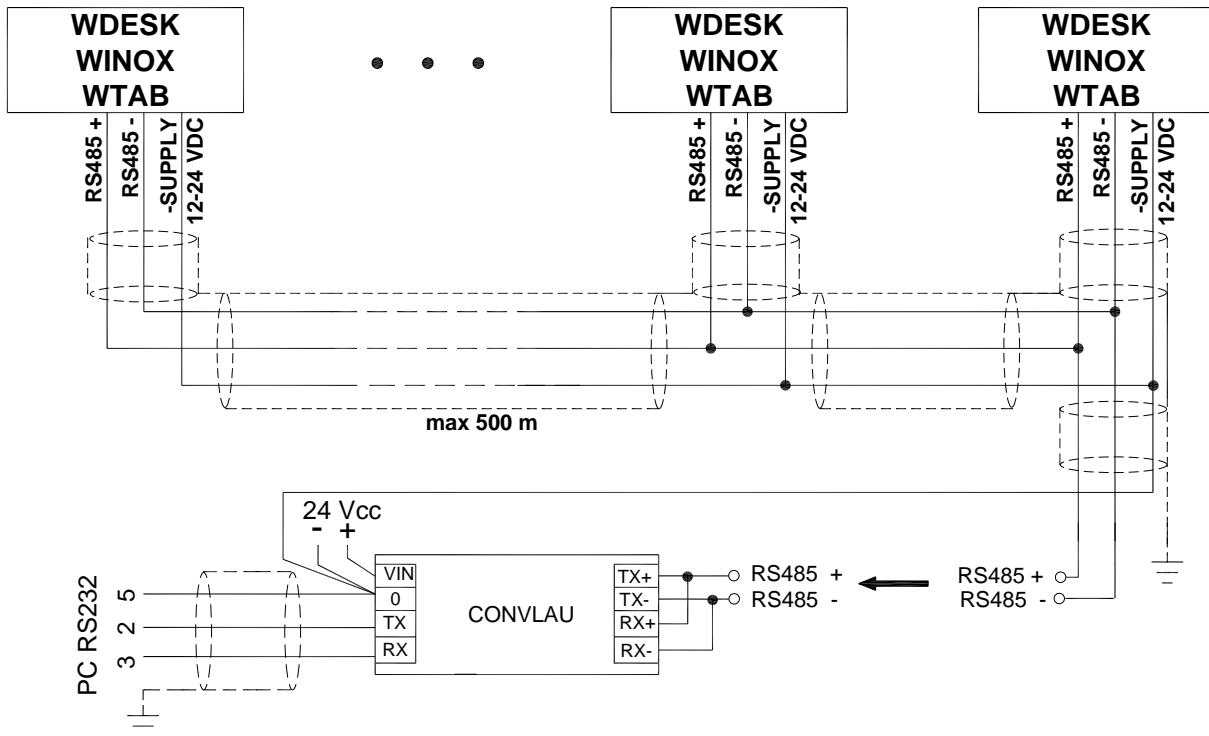 WDESK
WINOX
WTAB
WDESK
WINOX
WTAB
WDESK
WINOX
WTAB
RS485 +
RS485 -
-SUPPLY
12-24 VDC
RS485 +
RS485 -
-SUPPLY
12-24 VDC
RS485 +
RS485 -
-SUPPLY
12-24 VDC
max 500 m
24 Vcc
- +
PC RS232
5
2
3
VIN
0
TX
RX
CONVLAU
TX+
TX-
RX+
RX-
RS485 +
RS485 -
RS485 +
RS485 -